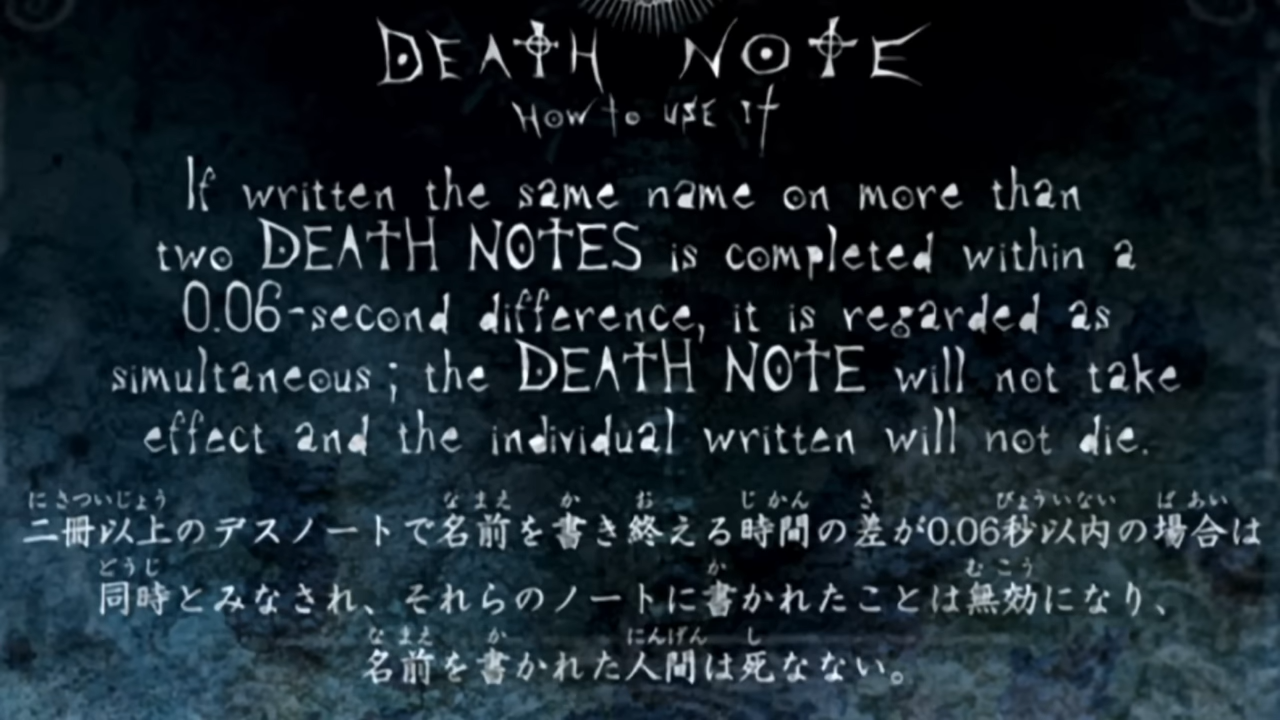 DEATH NOTE
How to use it
If written the same name on more than
two DEATH NOTES is completed within a
0.06-second difference, it is regarded as
simultaneous; the DEATH NOTE will not take
effect and the individual written will not die.
にさついじょう なまえ か お じかん さ びょういない ばあい
二冊以上のデスノートで名前を書き終える時間の差が0.06秒以内の場合は
どうじ か むこう
同時とみなされ、それらのノートに書かれたことは無効になり、
なまえ か にんげん し
名前を書かれた人間は死なない。